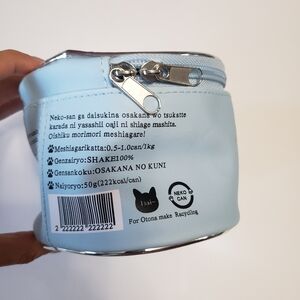 Neko-san ga daisukina osakana wo tsukatte
karada ni yasashii oaji ni shiage mashita.
Oishiku morimori meshiagare!
Meshiagarikatta:0.5-1.0can/1kg
Genzairyo:SHAKE100%
Gensankoku:OSAKANA NO KUNI
Naiyoryo:50g(222kcal/can)
NEKO
CAN
2 222222 222222
For Otona make Recycling